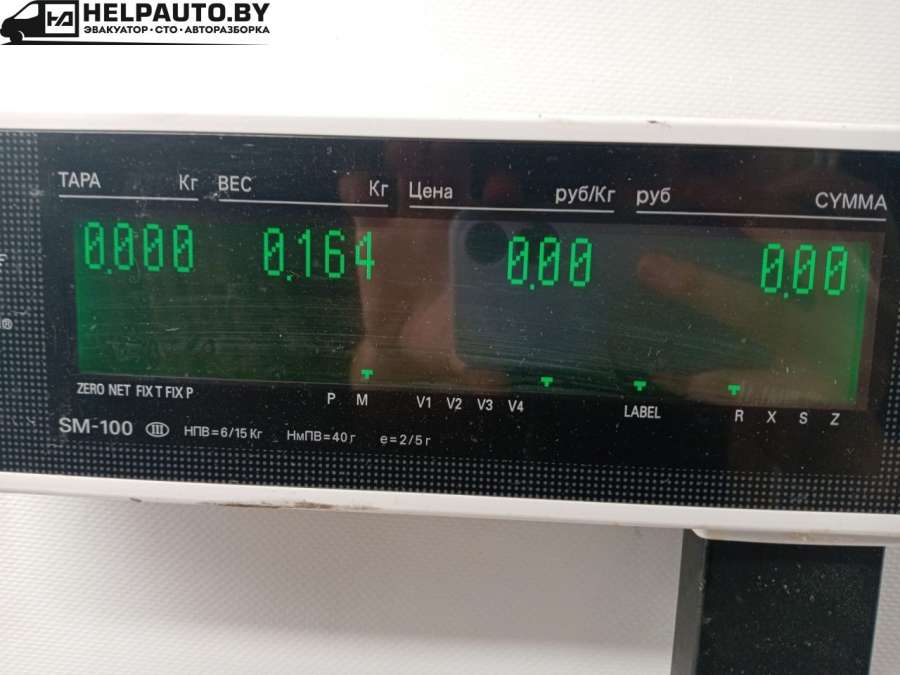 HELPAUTO.BY
ЭВАКУАТОР · СТО · АВТОРАЗБОРКА
ТАРА Кг ВЕС Кг Цена руб/Кг руб СУММА
0.000 0.164 0.00 0.00
ZERO NET FIX T FIX P P M V1 V2 V3 V4 LABEL R X S Z
SM-100 III НПВ=6/15 Кг НмПВ=40 г e=2/5 г